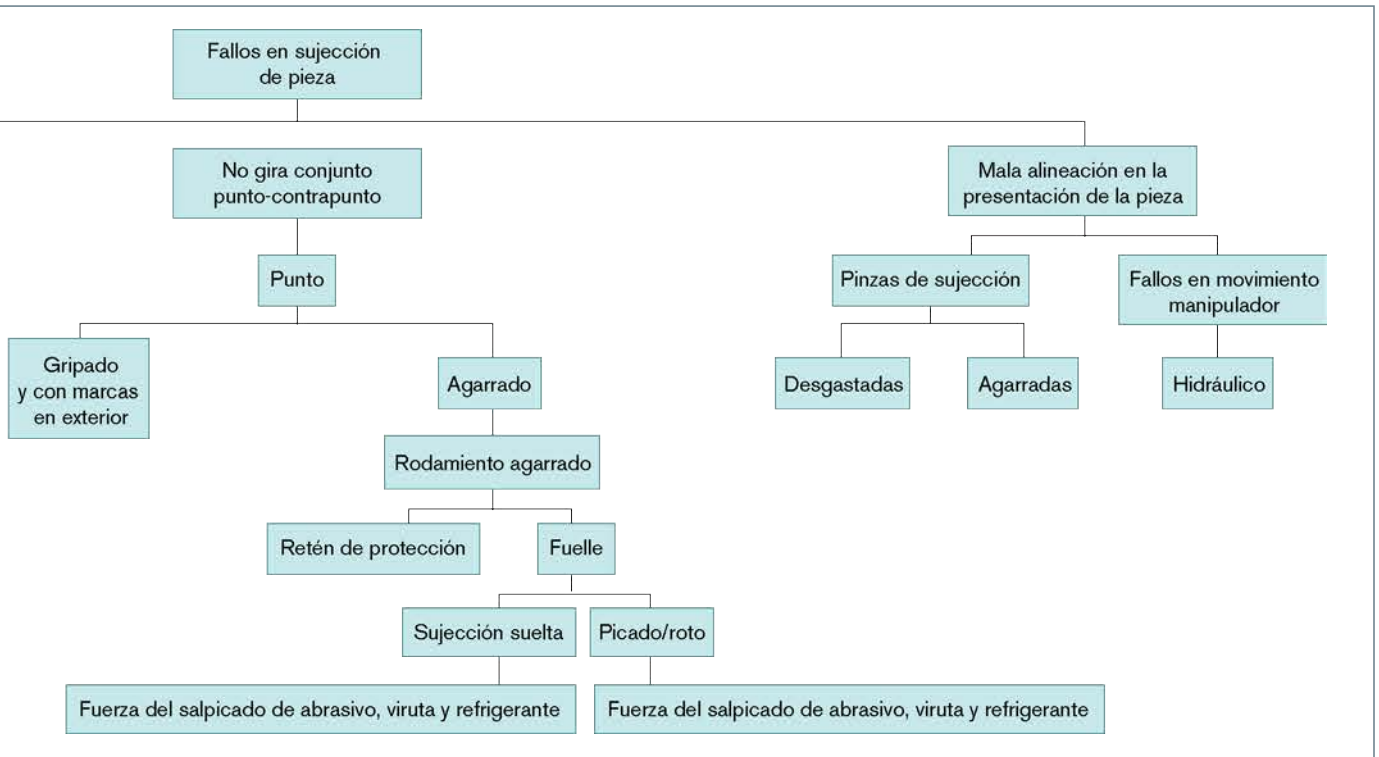 Fallos en sujección
de pieza
No gira conjunto
punto-contrapunto
Mala alineación en la
presentación de la pieza
Punto
Pinzas de sujección
Fallos en movimiento
manipulador
Gripado
y con marcas
en exterior
Agarrado
Desgastadas
Agarradas
Hidráulico
Rodamiento agarrado
Retén de protección
Fuelle
Sujección suelta
Picado/roto
Fuerza del salpicado de abrasivo, viruta y refrigerante
Fuerza del salpicado de abrasivo, viruta y refrigerante